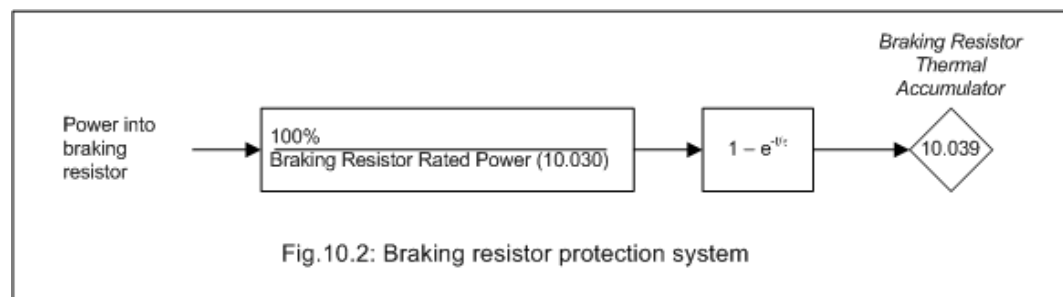 Braking Resistor
Thermal
Accumulator
Power into
braking
resistor
100%
Braking Resistor Rated Power (10.030)
1 – e^-t/τ
10.039
Fig.10.2: Braking resistor protection system